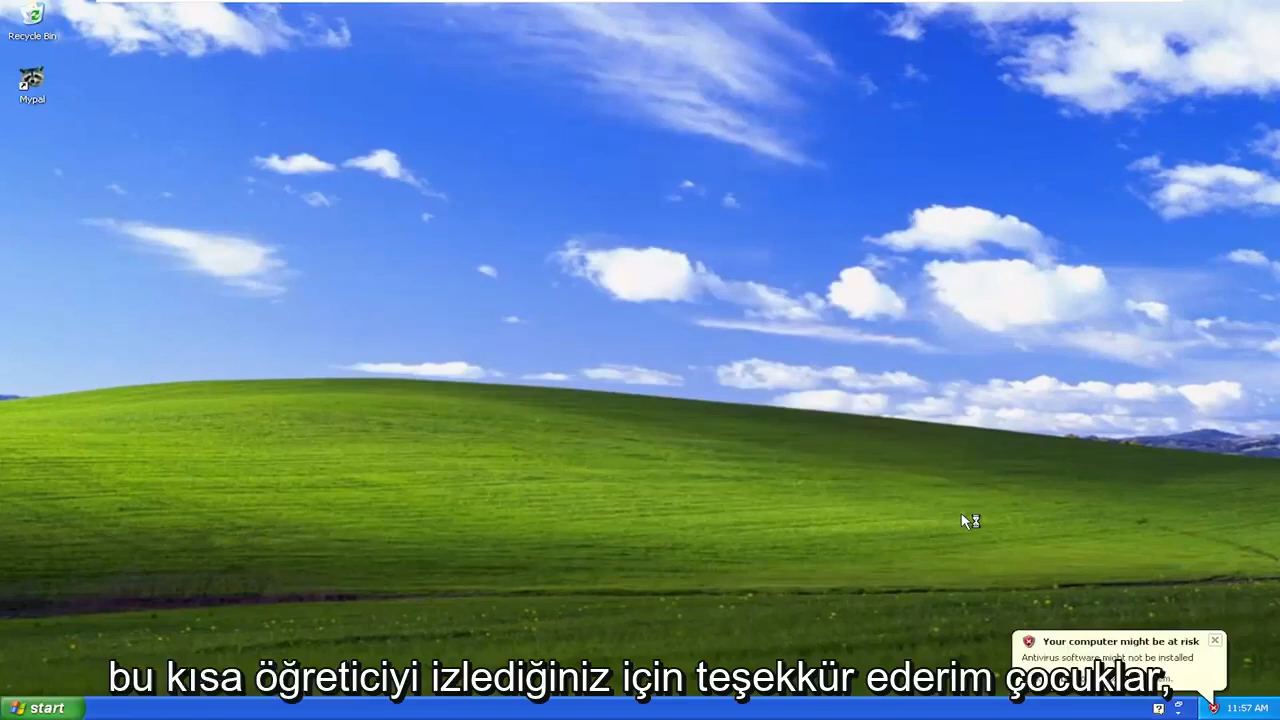 Recycle Bin
Mypal
Your computer might be at risk
Antivirus software might not be installed
bu kısa öğreticiyi izlediğiniz için teşekkür ederim çocuklar,
start
11:57 AM